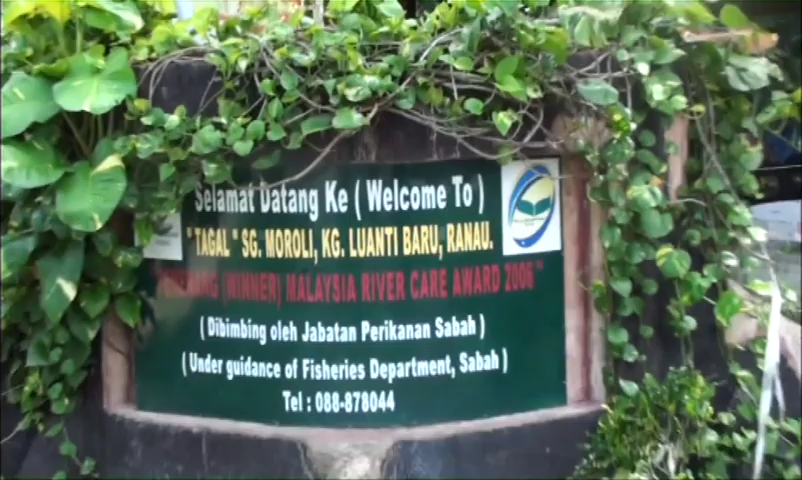 Selamat Datang Ke ( Welcome To )
" TAGAL " SG. MOROLI, KG. LUANTI BARU, RANAU.
(WINNER) MALAYSIA RIVER CARE AWARD 2006 "
( Dibimbing oleh Jabatan Perikanan Sabah )
( Under guidance of Fisheries Department, Sabah )
Tel : 088-878044